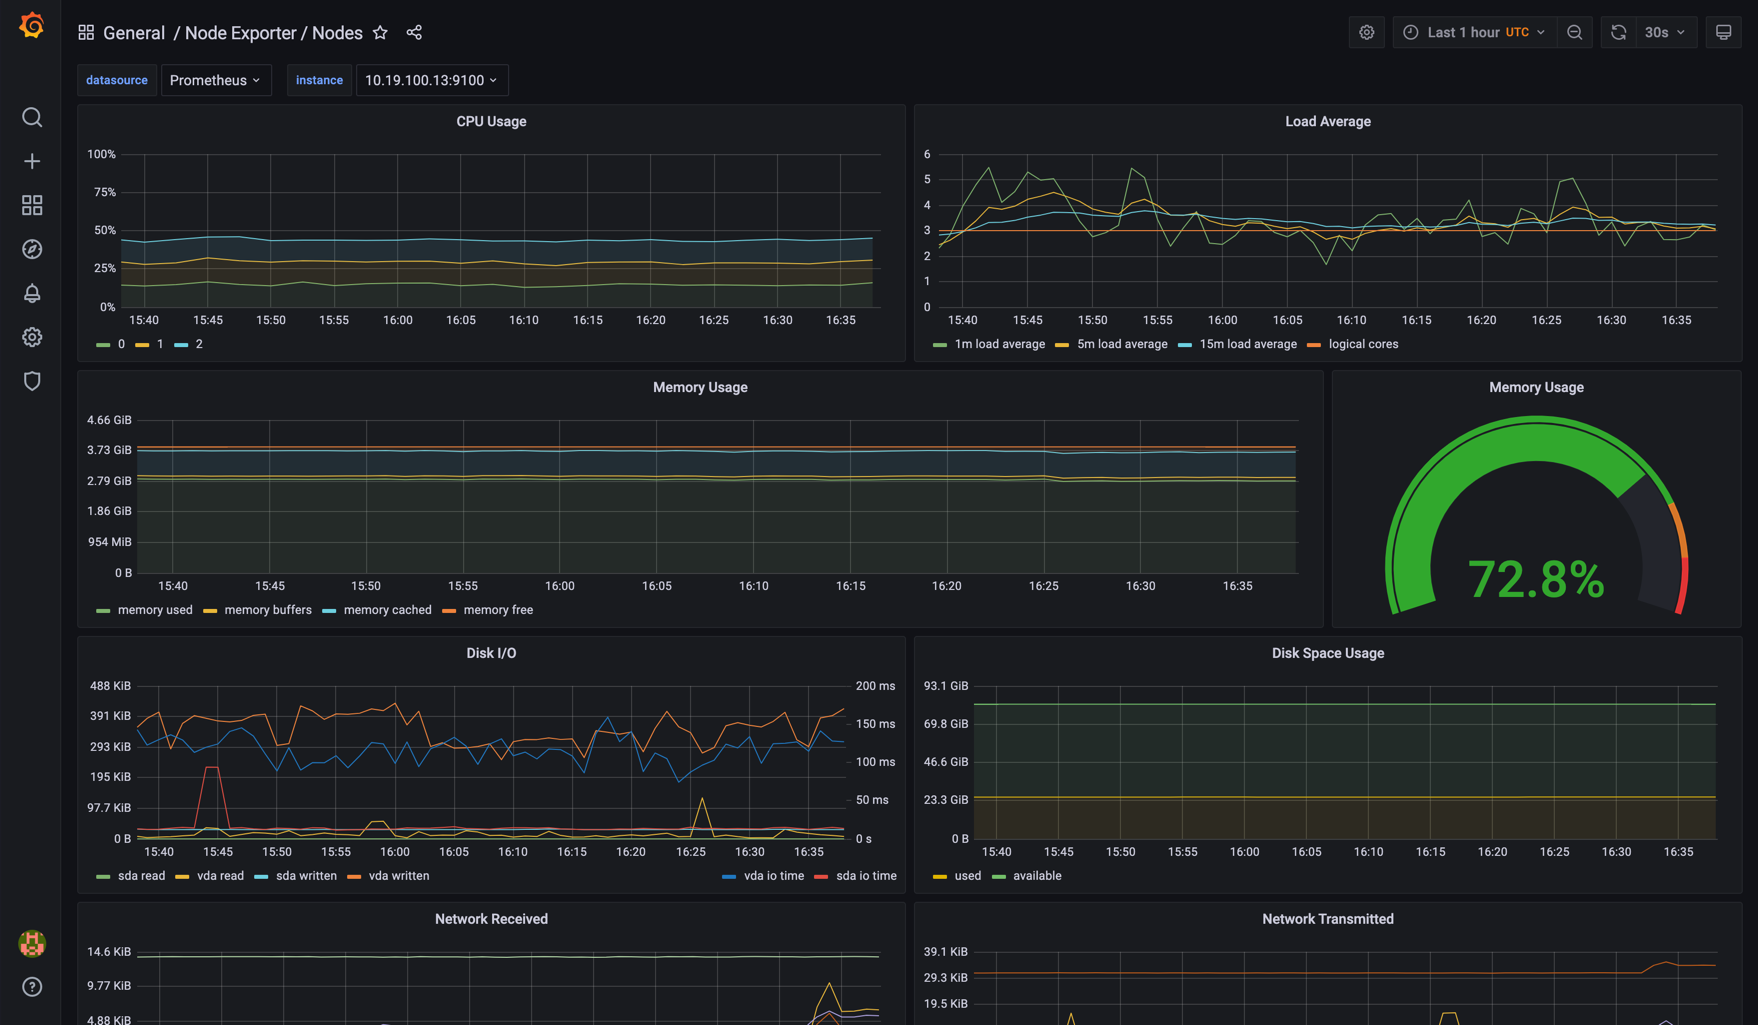 General / Node Exporter / Nodes
Last 1 hour UTC
30s
datasource Prometheus instance 10.19.100.13:9100
CPU Usage
100%
75%
50%
25%
0%
15:40 15:45 15:50 15:55 16:00 16:05 16:10 16:15 16:20 16:25 16:30 16:35
0 1 2
Load Average
6
5
4
3
2
1
0
15:40 15:45 15:50 15:55 16:00 16:05 16:10 16:15 16:20 16:25 16:30 16:35
1m load average 5m load average 15m load average logical cores
Memory Usage
4.66 GiB
3.73 GiB
2.79 GiB
1.86 GiB
954 MiB
0 B
15:40 15:45 15:50 15:55 16:00 16:05 16:10 16:15 16:20 16:25 16:30 16:35
memory used memory buffers memory cached memory free
Memory Usage
72.8%
Disk I/O
488 KiB
391 KiB
293 KiB
195 KiB
97.7 KiB
0 B
200 ms
150 ms
100 ms
50 ms
0 s
15:40 15:45 15:50 15:55 16:00 16:05 16:10 16:15 16:20 16:25 16:30 16:35
sda read vda read sda written vda written vda io time sda io time
Disk Space Usage
93.1 GiB
69.8 GiB
46.6 GiB
23.3 GiB
0 B
15:40 15:45 15:50 15:55 16:00 16:05 16:10 16:15 16:20 16:25 16:30 16:35
used available
Network Received
14.6 KiB
9.77 KiB
4.88 KiB
Network Transmitted
39.1 KiB
29.3 KiB
19.5 KiB